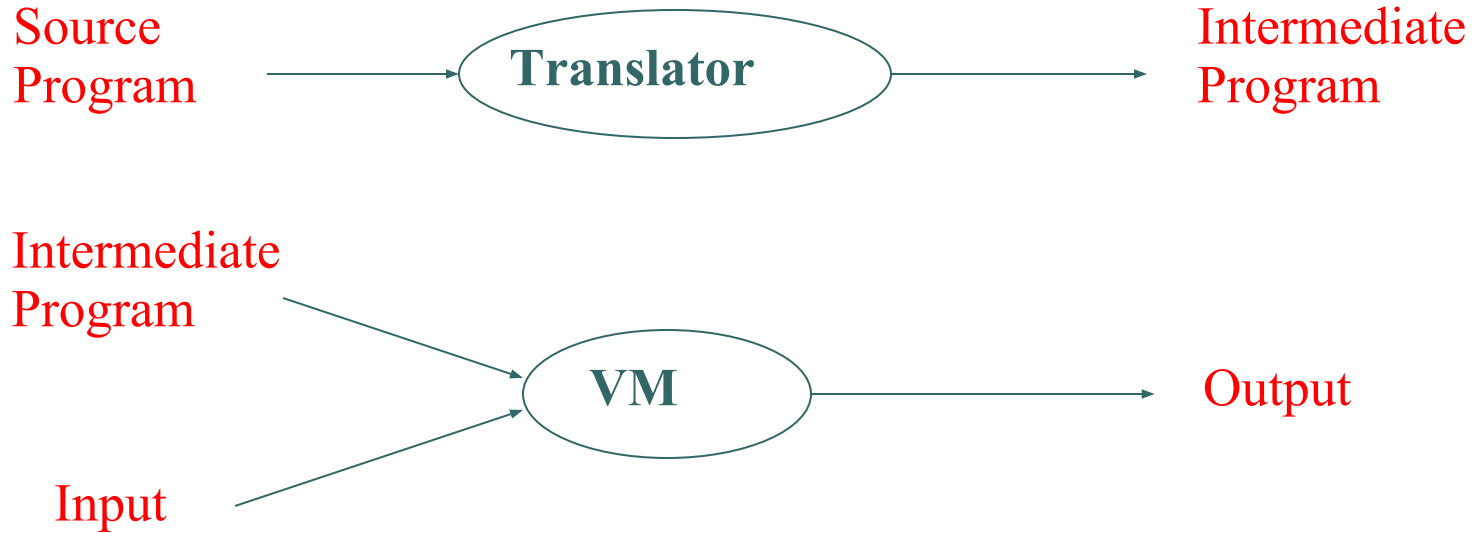 Source
Program
Translator
Intermediate
Program
Intermediate
Program
VM
Output
Input